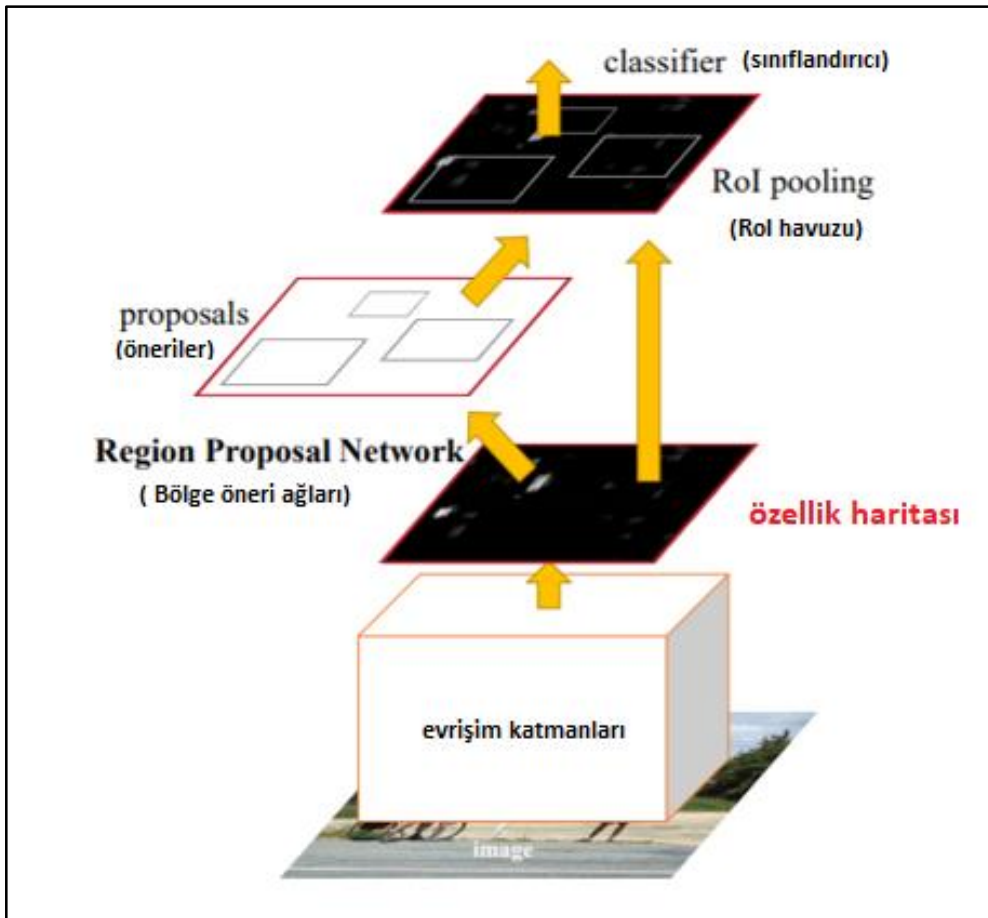 classifier (sınıflandırıcı)
RoI pooling
(RoI havuzu)
proposals
(öneriler)
Region Proposal Network
( Bölge öneri ağları)
özellik haritası
evrişim katmanları
image